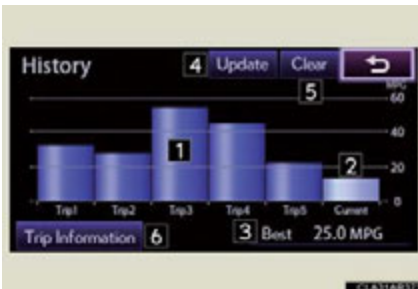 History 4 Update Clear
5 MPG
60
40
1
2
20
0
Trip1 Trip2 Trip3 Trip4 Trip5 Current
Trip Information 6 3 Best 25.0 MPG